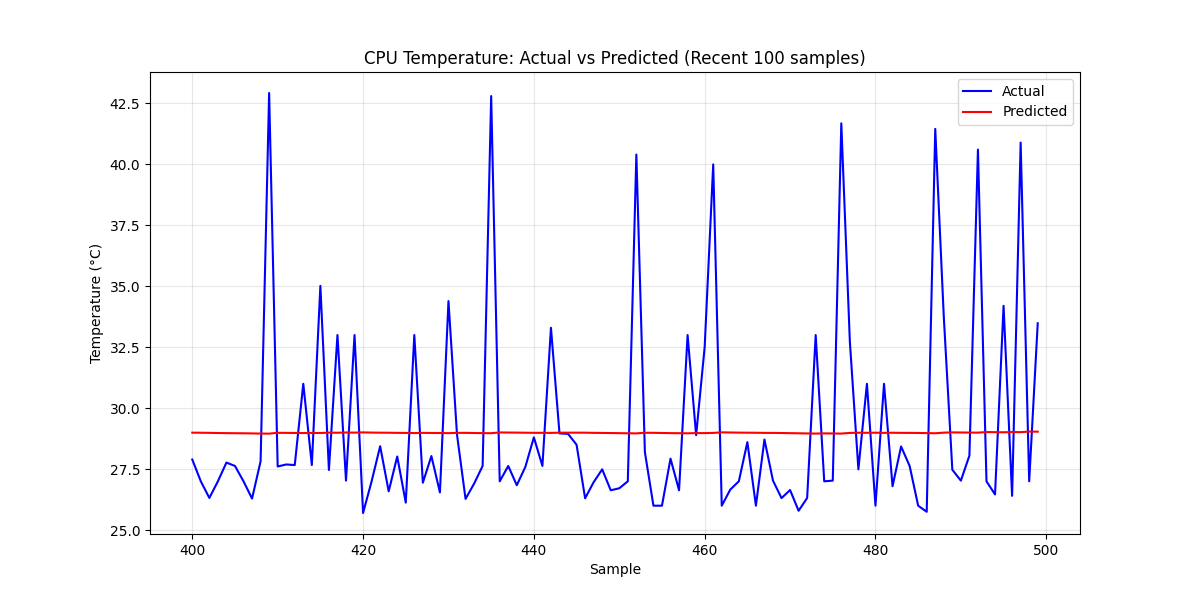 CPU Temperature: Actual vs Predicted (Recent 100 samples)
Actual
Predicted
42.5
40.0
37.5
35.0
32.5
30.0
27.5
25.0
Temperature (°C)
400 420 440 460 480 500
Sample